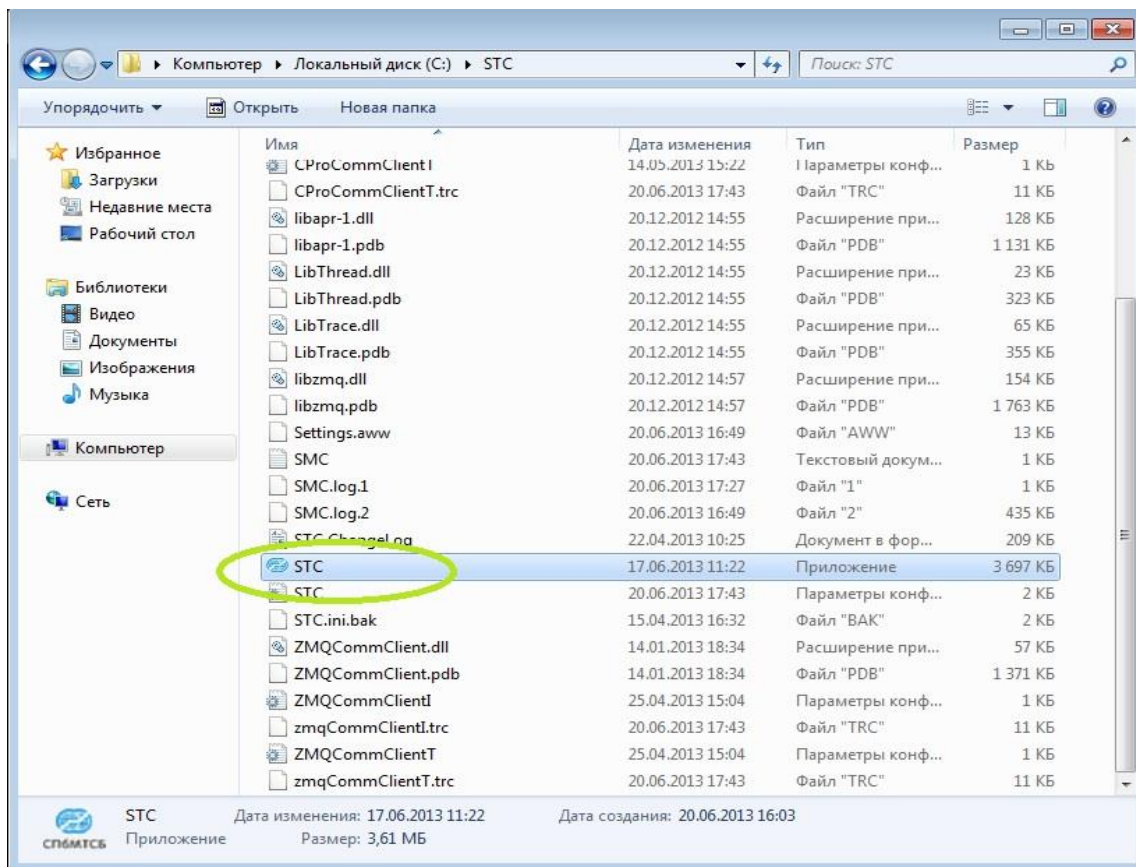 Компьютер ▸ Локальный диск (C:) ▸ STC
Поиск: STC
Упорядочить Открыть Новая папка
Избранное
Загрузки
Недавние места
Рабочий стол
Библиотеки
Видео
Документы
Изображения
Музыка
Компьютер
Сеть
Имя Дата изменения Тип Размер
CProCommClientI 14.05.2013 15:22 Параметры конф... 1 КБ
CProCommClientT.trc 20.06.2013 17:43 Файл "TRC" 11 КБ
libapr-1.dll 20.12.2012 14:55 Расширение при... 128 КБ
libapr-1.pdb 20.12.2012 14:55 Файл "PDB" 1 131 КБ
LibThread.dll 20.12.2012 14:55 Расширение при... 23 КБ
LibThread.pdb 20.12.2012 14:55 Файл "PDB" 323 КБ
LibTrace.dll 20.12.2012 14:55 Расширение при... 65 КБ
LibTrace.pdb 20.12.2012 14:55 Файл "PDB" 355 КБ
libzmq.dll 20.12.2012 14:57 Расширение при... 154 КБ
libzmq.pdb 20.12.2012 14:57 Файл "PDB" 1 763 КБ
Settings.aww 20.06.2013 16:49 Файл "AWW" 13 КБ
SMC 20.06.2013 17:43 Текстовый докум... 1 КБ
SMC.log.1 20.06.2013 17:27 Файл "1" 1 КБ
SMC.log.2 20.06.2013 16:49 Файл "2" 435 КБ
STC.ChangeLog 22.04.2013 10:25 Документ в фор... 209 КБ
STC 17.06.2013 11:22 Приложение 3 697 КБ
STC 20.06.2013 17:43 Параметры конф... 2 КБ
STC.ini.bak 15.04.2013 16:32 Файл "BAK" 2 КБ
ZMQCommClient.dll 14.01.2013 18:34 Расширение при... 57 КБ
ZMQCommClient.pdb 14.01.2013 18:34 Файл "PDB" 1 371 КБ
ZMQCommClientI 25.04.2013 15:04 Параметры конф... 1 КБ
zmqCommClientI.trc 20.06.2013 17:43 Файл "TRC" 11 КБ
ZMQCommClientT 25.04.2013 15:04 Параметры конф... 1 КБ
zmqCommClientT.trc 20.06.2013 17:43 Файл "TRC" 11 КБ
STC Дата изменения: 17.06.2013 11:22 Дата создания: 20.06.2013 16:03
Приложение Размер: 3,61 МБ
СПбМТСБ